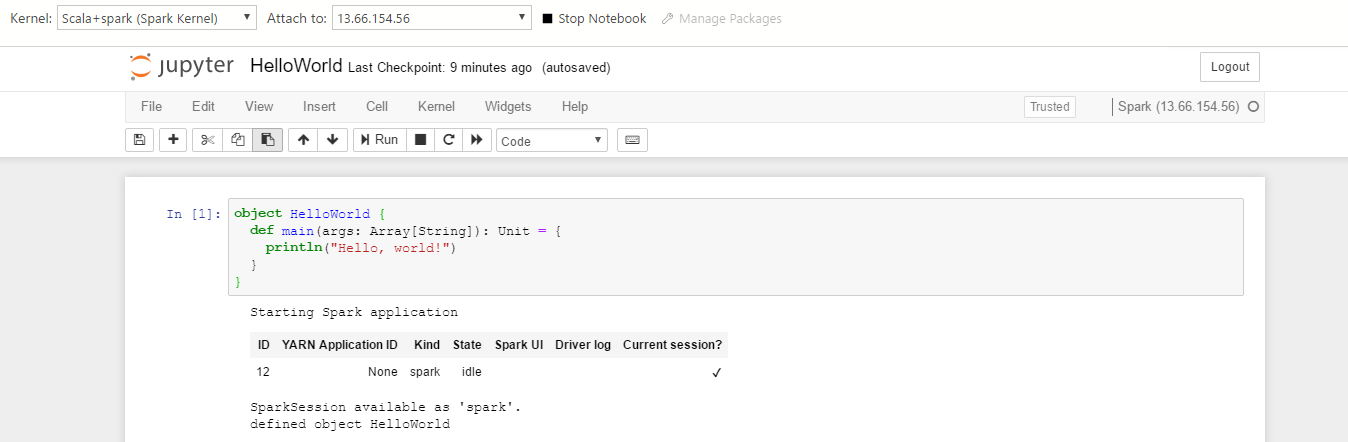 Kernel: Scala+spark (Spark Kernel) Attach to: 13.66.154.56 Stop Notebook Manage Packages
jupyter HelloWorld Last Checkpoint: 9 minutes ago (autosaved) Logout
File Edit View Insert Cell Kernel Widgets Help Trusted Spark (13.66.154.56)
Run Code
In [1]: object HelloWorld {
def main(args: Array[String]): Unit = {
println("Hello, world!")
}
}
Starting Spark application
ID YARN Application ID Kind State Spark UI Driver log Current session?
12 None spark idle ✓
SparkSession available as 'spark'.
defined object HelloWorld